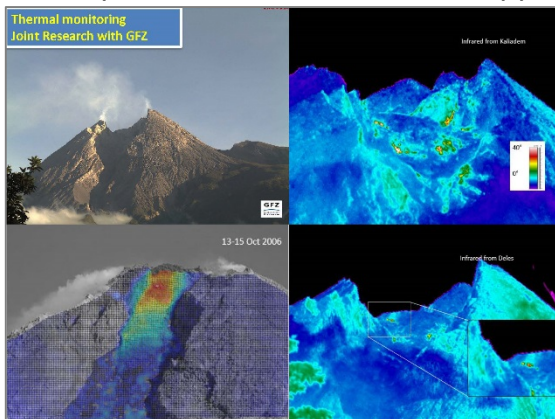 Thermal monitoring
Joint Research with GFZ
Infrared from Kaliadem
40°
0°
GFZ
13-15 Oct 2006
Infrared from Deles